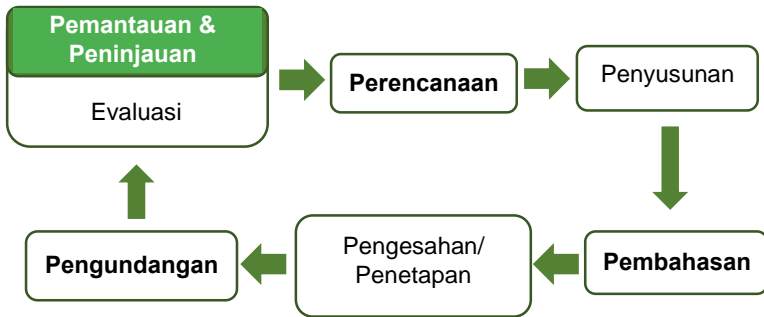 Pemantauan &
Peninjauan
Evaluasi
Perencanaan
Penyusunan
Pembahasan
Pengesahan/
Penetapan
Pengundangan